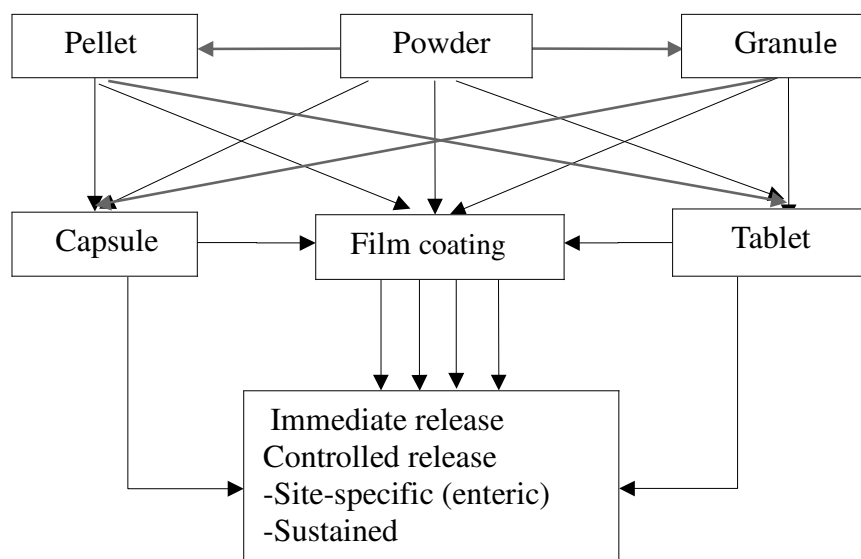 Pellet
Powder
Granule
Capsule
Film coating
Tablet
Immediate release
Controlled release
-Site-specific (enteric)
-Sustained